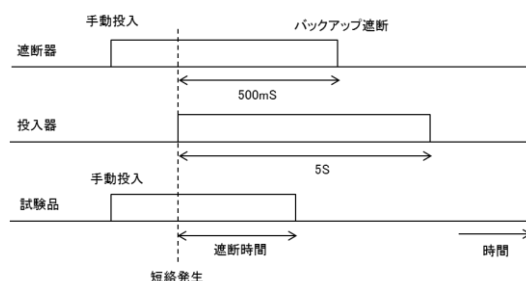 手動投入
バックアップ遮断
遮断器
500mS
投入器
5S
手動投入
試験品
遮断時間
時間
短絡発生